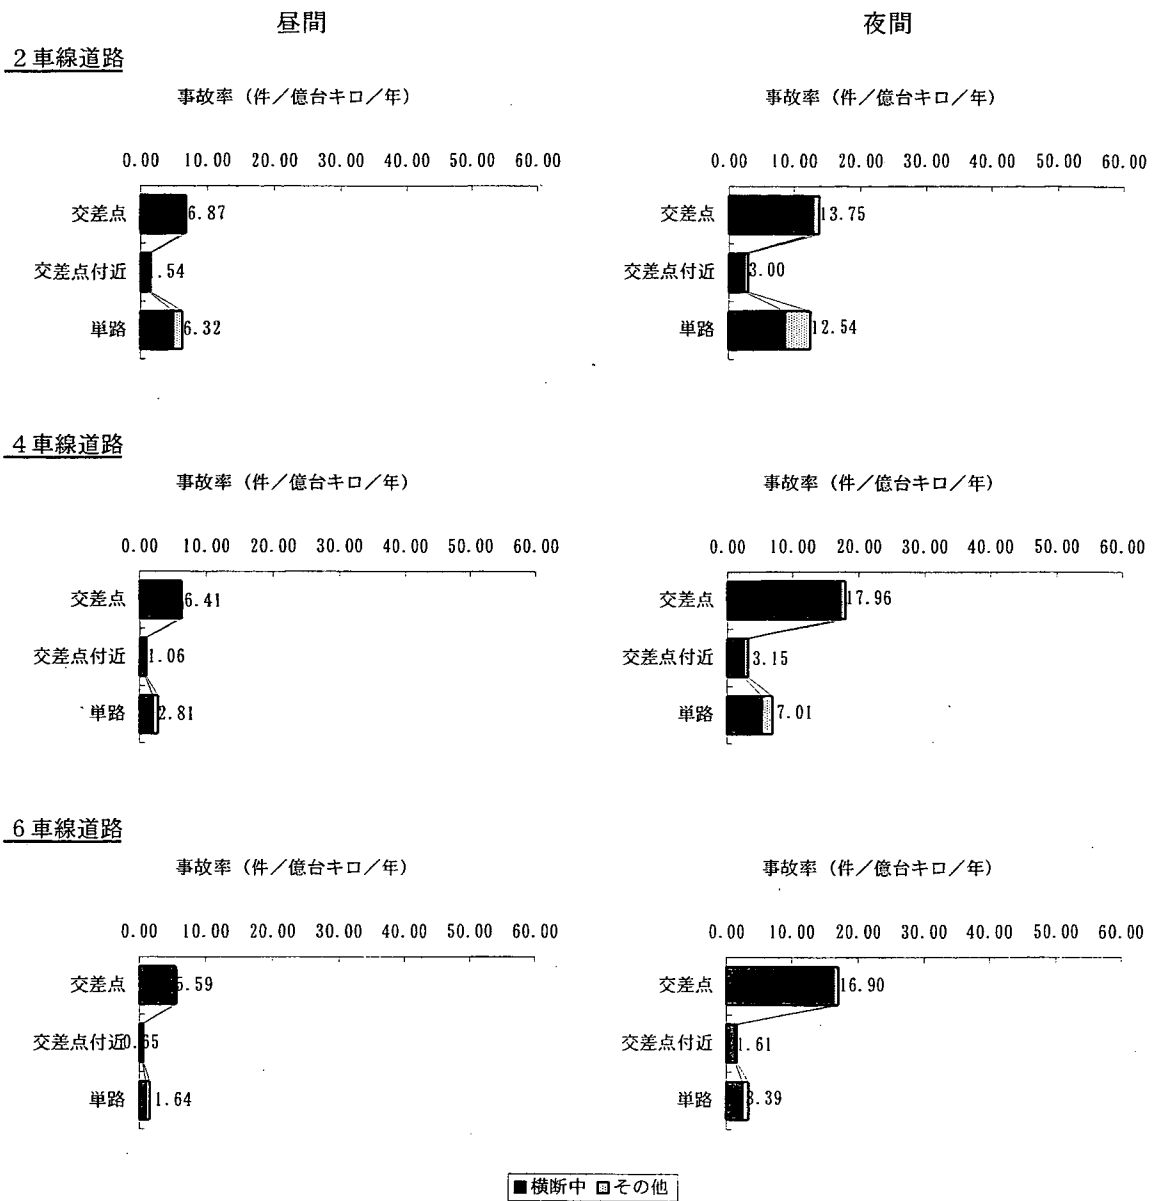 昼間
夜間
2車線道路
事故率 (件/億台キロ/年)
0.00 10.00 20.00 30.00 40.00 50.00 60.00
交差点 6.87
交差点付近 .54
単路 6.32
事故率 (件/億台キロ/年)
0.00 10.00 20.00 30.00 40.00 50.00 60.00
交差点 13.75
交差点付近 3.00
単路 12.54
4車線道路
事故率 (件/億台キロ/年)
0.00 10.00 20.00 30.00 40.00 50.00 60.00
交差点 6.41
交差点付近 1.06
単路 2.81
事故率 (件/億台キロ/年)
0.00 10.00 20.00 30.00 40.00 50.00 60.00
交差点 17.96
交差点付近 3.15
単路 7.01
6車線道路
事故率 (件/億台キロ/年)
0.00 10.00 20.00 30.00 40.00 50.00 60.00
交差点 5.59
交差点付近 0.65
単路 1.64
事故率 (件/億台キロ/年)
0.00 10.00 20.00 30.00 40.00 50.00 60.00
交差点 16.90
交差点付近 1.61
単路 3.39
■横断中 □その他